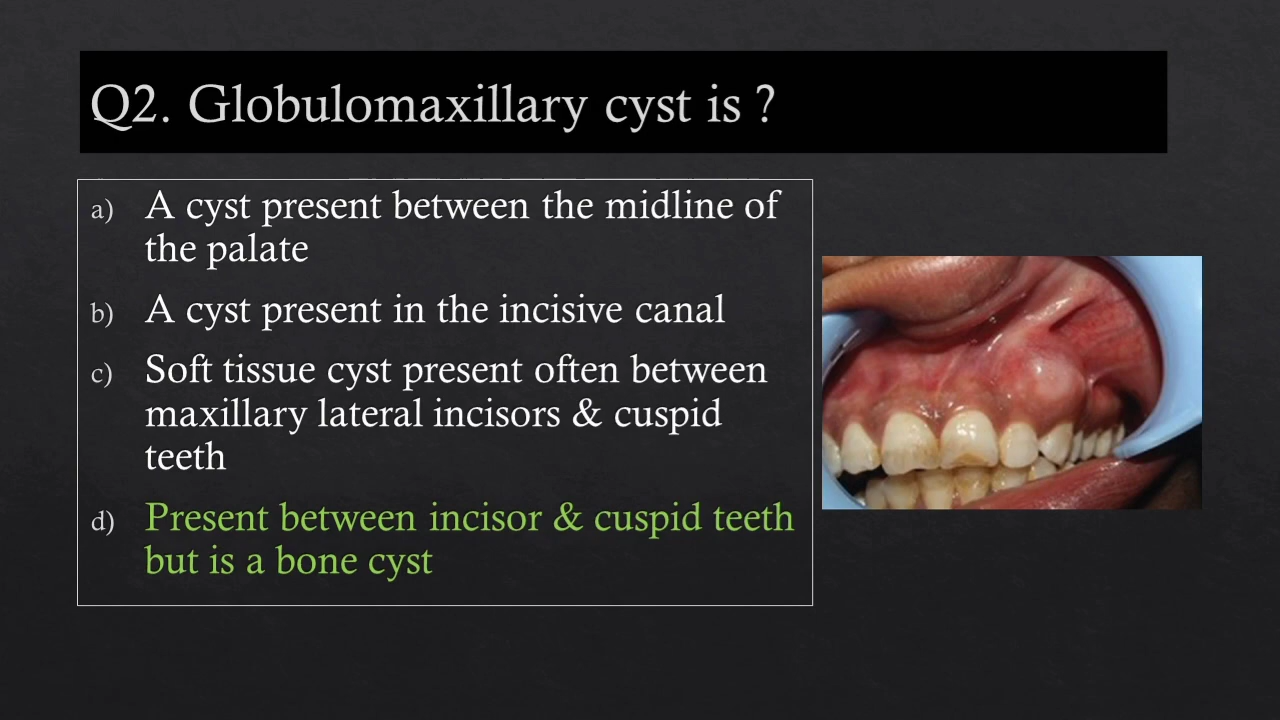 Q2. Globulomaxillary cyst is ?
a) A cyst present between the midline of
the palate
b) A cyst present in the incisive canal
c) Soft tissue cyst present often between
maxillary lateral incisors & cuspid
teeth
d) Present between incisor & cuspid teeth
but is a bone cyst